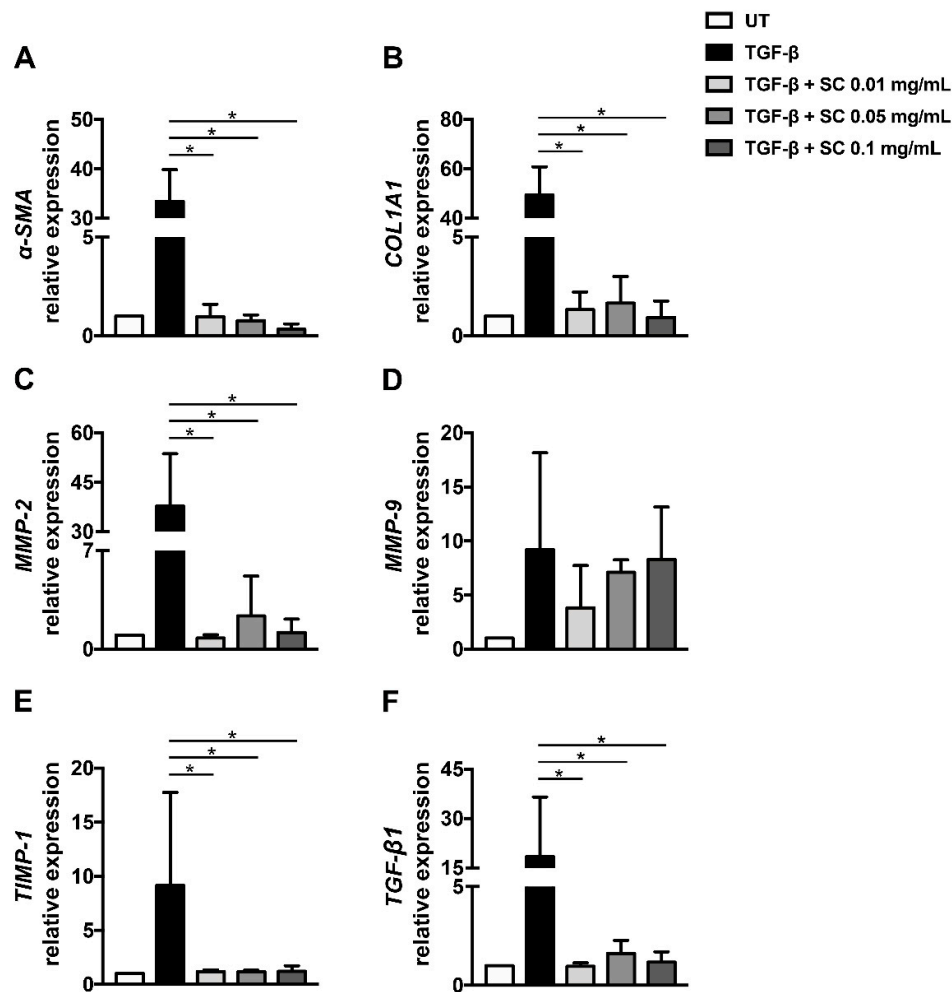 UT
TGF-β
TGF-β + SC 0.01 mg/mL
TGF-β + SC 0.05 mg/mL
TGF-β + SC 0.1 mg/mL
A
α-SMA
relative expression
50
40
30
5
0
*
*
*
B
COL1A1
relative expression
80
60
40
5
0
*
*
*
C
MMP-2
relative expression
60
45
30
7
0
*
*
*
D
MMP-9
relative expression
20
15
10
5
0
E
TIMP-1
relative expression
20
15
10
5
0
*
*
*
F
TGF-β1
relative expression
45
30
15
5
0
*
*
*